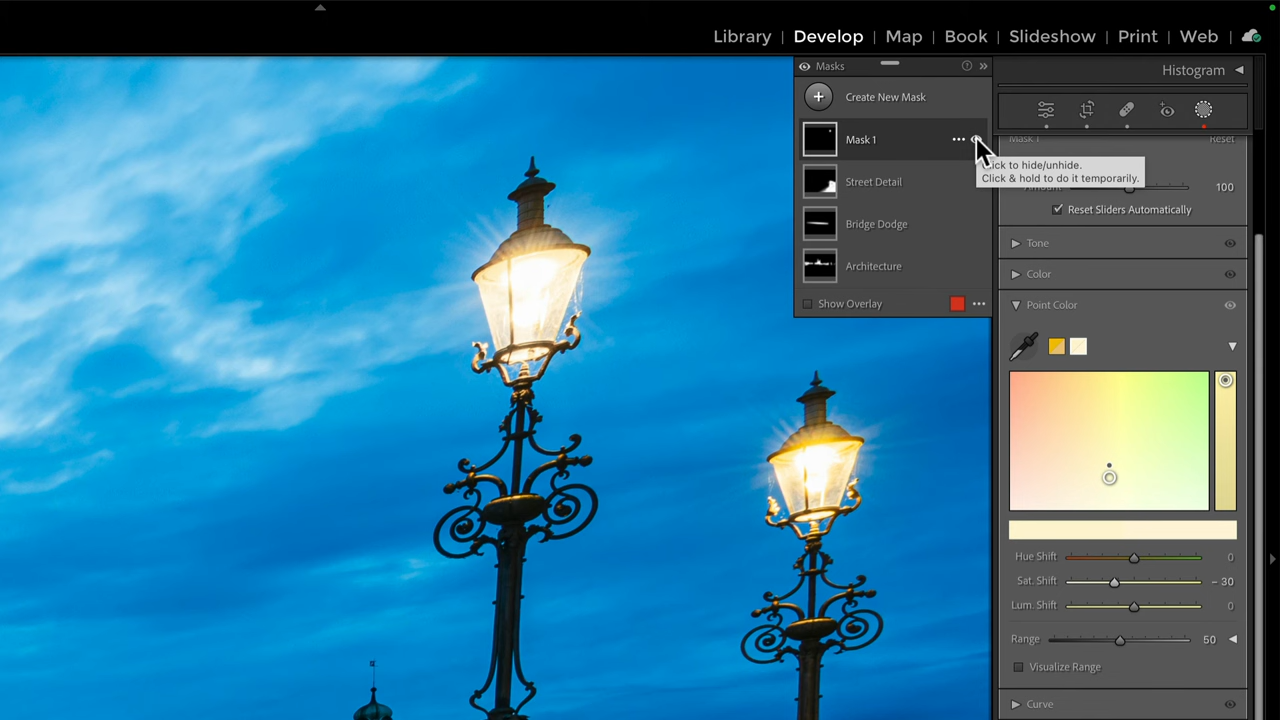 Library | Develop | Map | Book | Slideshow | Print | Web |
Masks
Histogram
Create New Mask
Mask 1
Mask 1 Reset
Click to hide/unhide.
Click & hold to do it temporarily.
Amount 100
Street Detail
Reset Sliders Automatically
Bridge Dodge
Tone
Architecture
Color
Show Overlay
Point Color
Hue Shift 0
Sat. Shift – 30
Lum. Shift 0
Range 50
Visualize Range
Curve